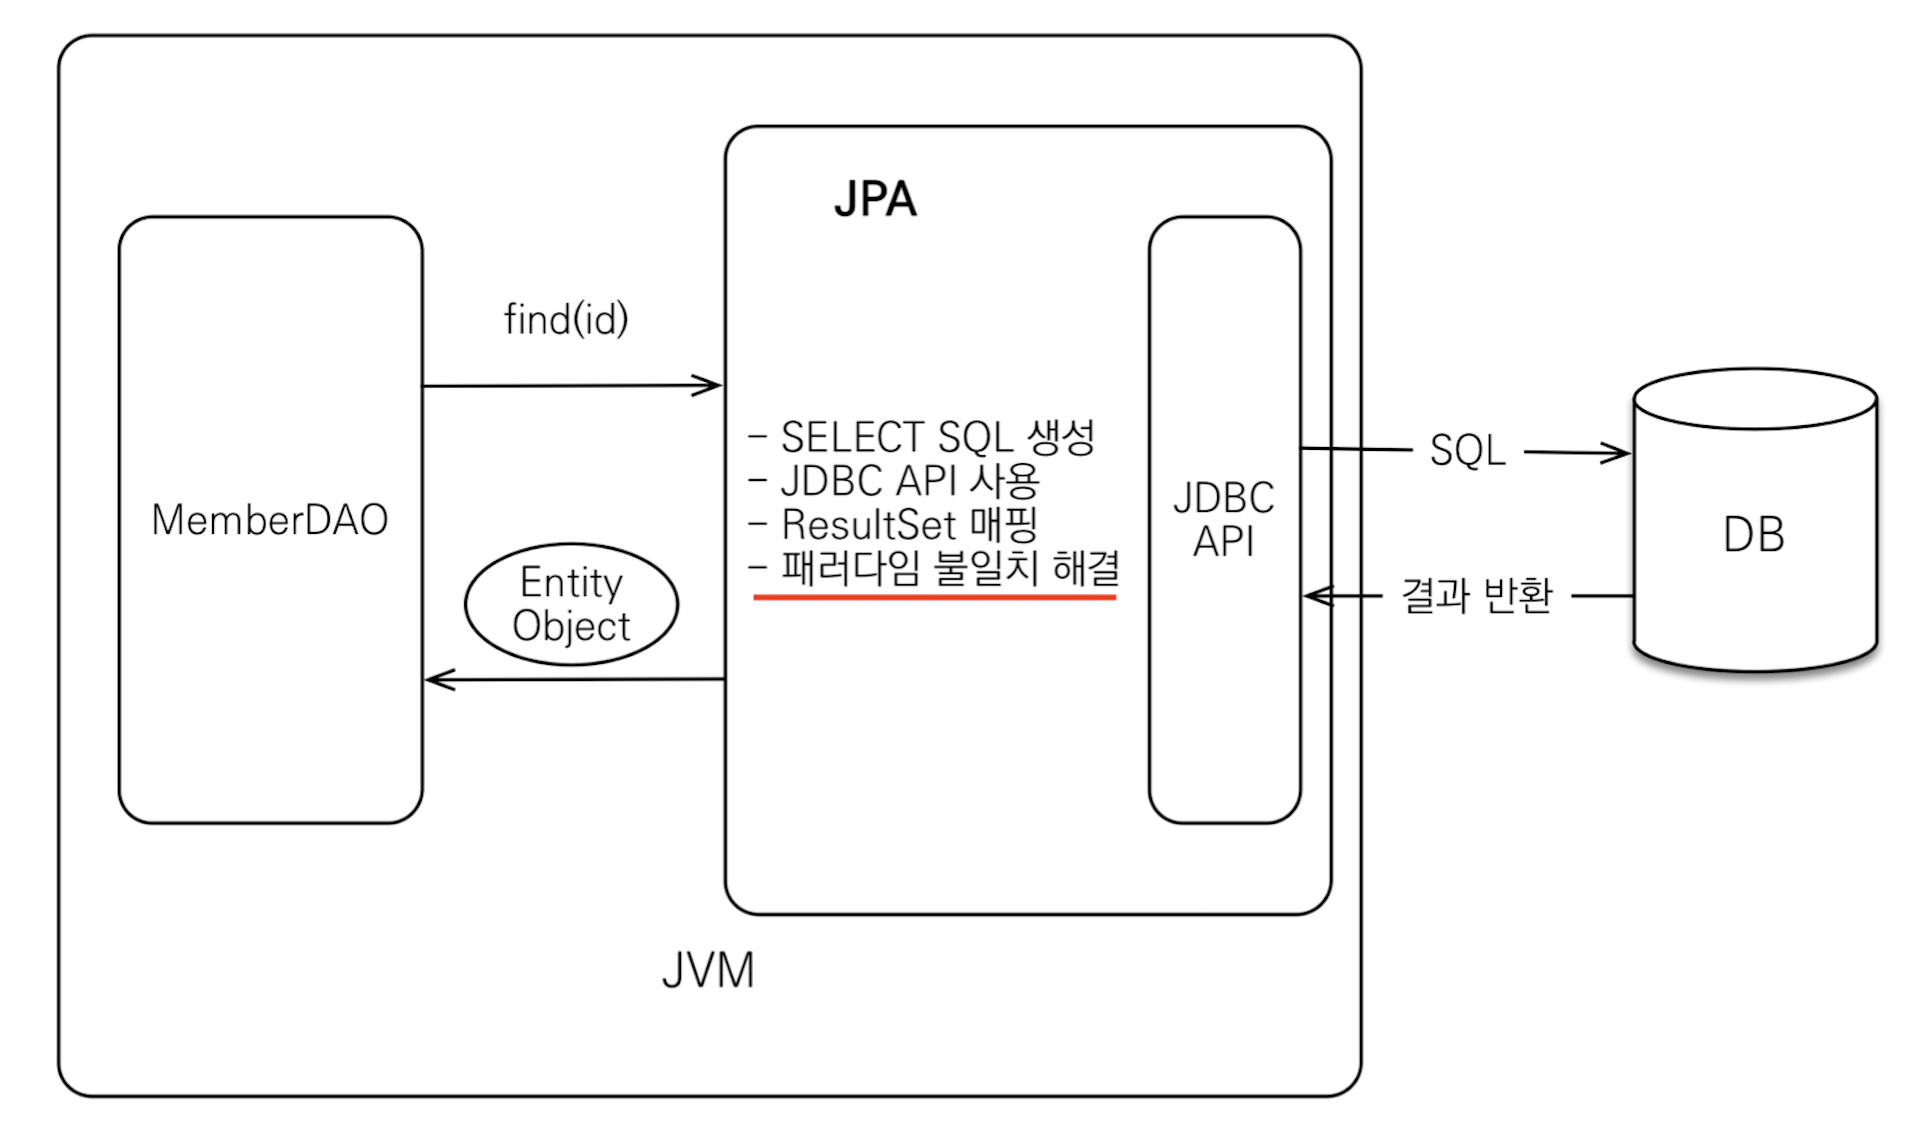 JPA
find(id)
MemberDAO
Entity
Object
– SELECT SQL 생성
– JDBC API 사용
– ResultSet 매핑
– 패러다임 불일치 해결
JDBC
API
SQL
결과 반환
DB
JVM